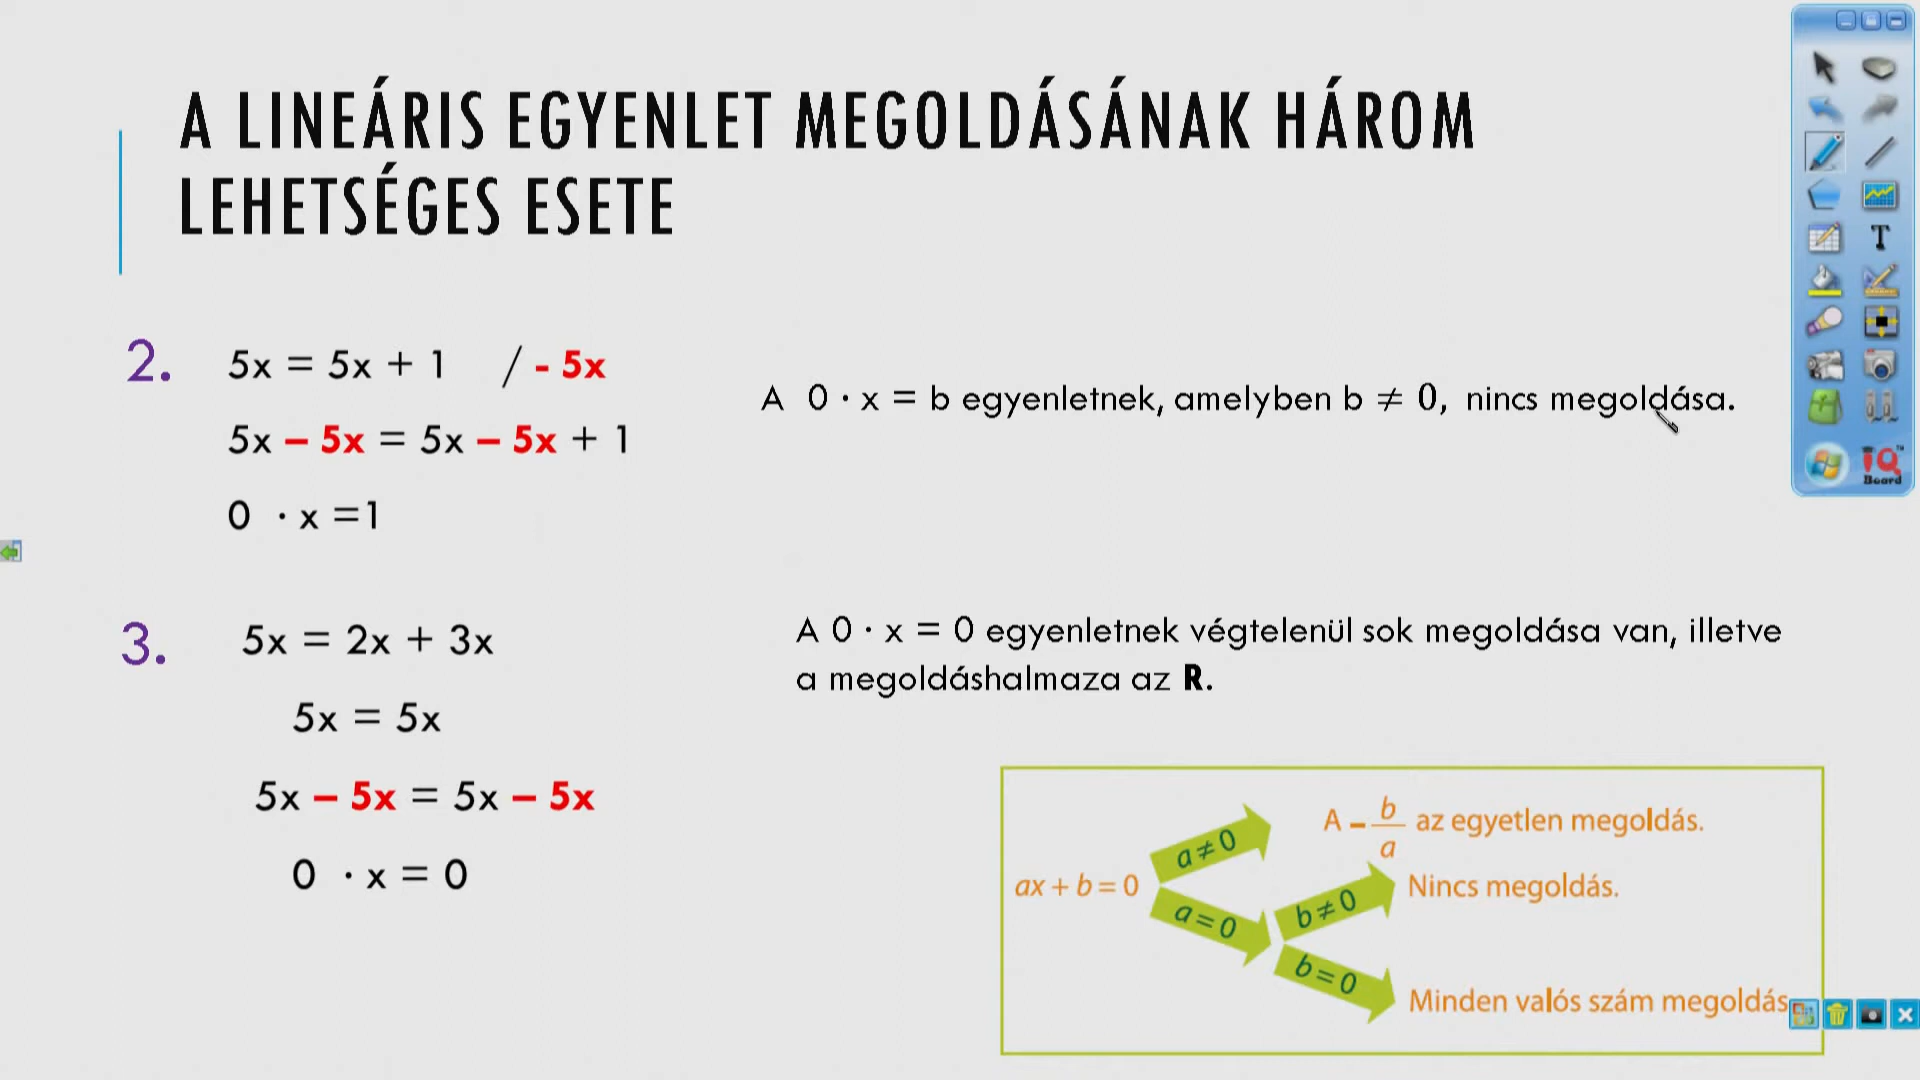 A LINEÁRIS EGYENLET MEGOLDÁSÁNAK HÁROM
LEHETSÉGES ESETE
2. 5x = 5x + 1 / - 5x
5x – 5x = 5x – 5x + 1
0 · x =1
A 0 · x = b egyenletnek, amelyben b ≠ 0, nincs megoldása.
3. 5x = 2x + 3x
5x = 5x
5x – 5x = 5x – 5x
0 · x = 0
A 0 · x = 0 egyenletnek végtelenül sok megoldása van, illetve
a megoldáshalmaza az R.
ax + b = 0
a ≠ 0
A – b/a az egyetlen megoldás.
a = 0
b ≠ 0
Nincs megoldás.
b = 0
Minden valós szám megoldás
T
iQ
Board